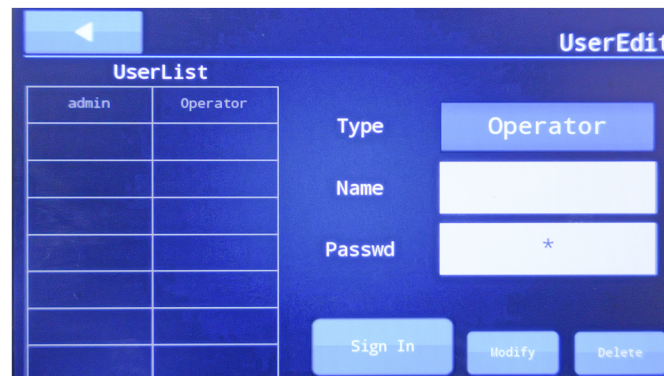 UserEdit
UserList
admin Operator
Type Operator
Name
Passwd *
Sign In Modify Delete